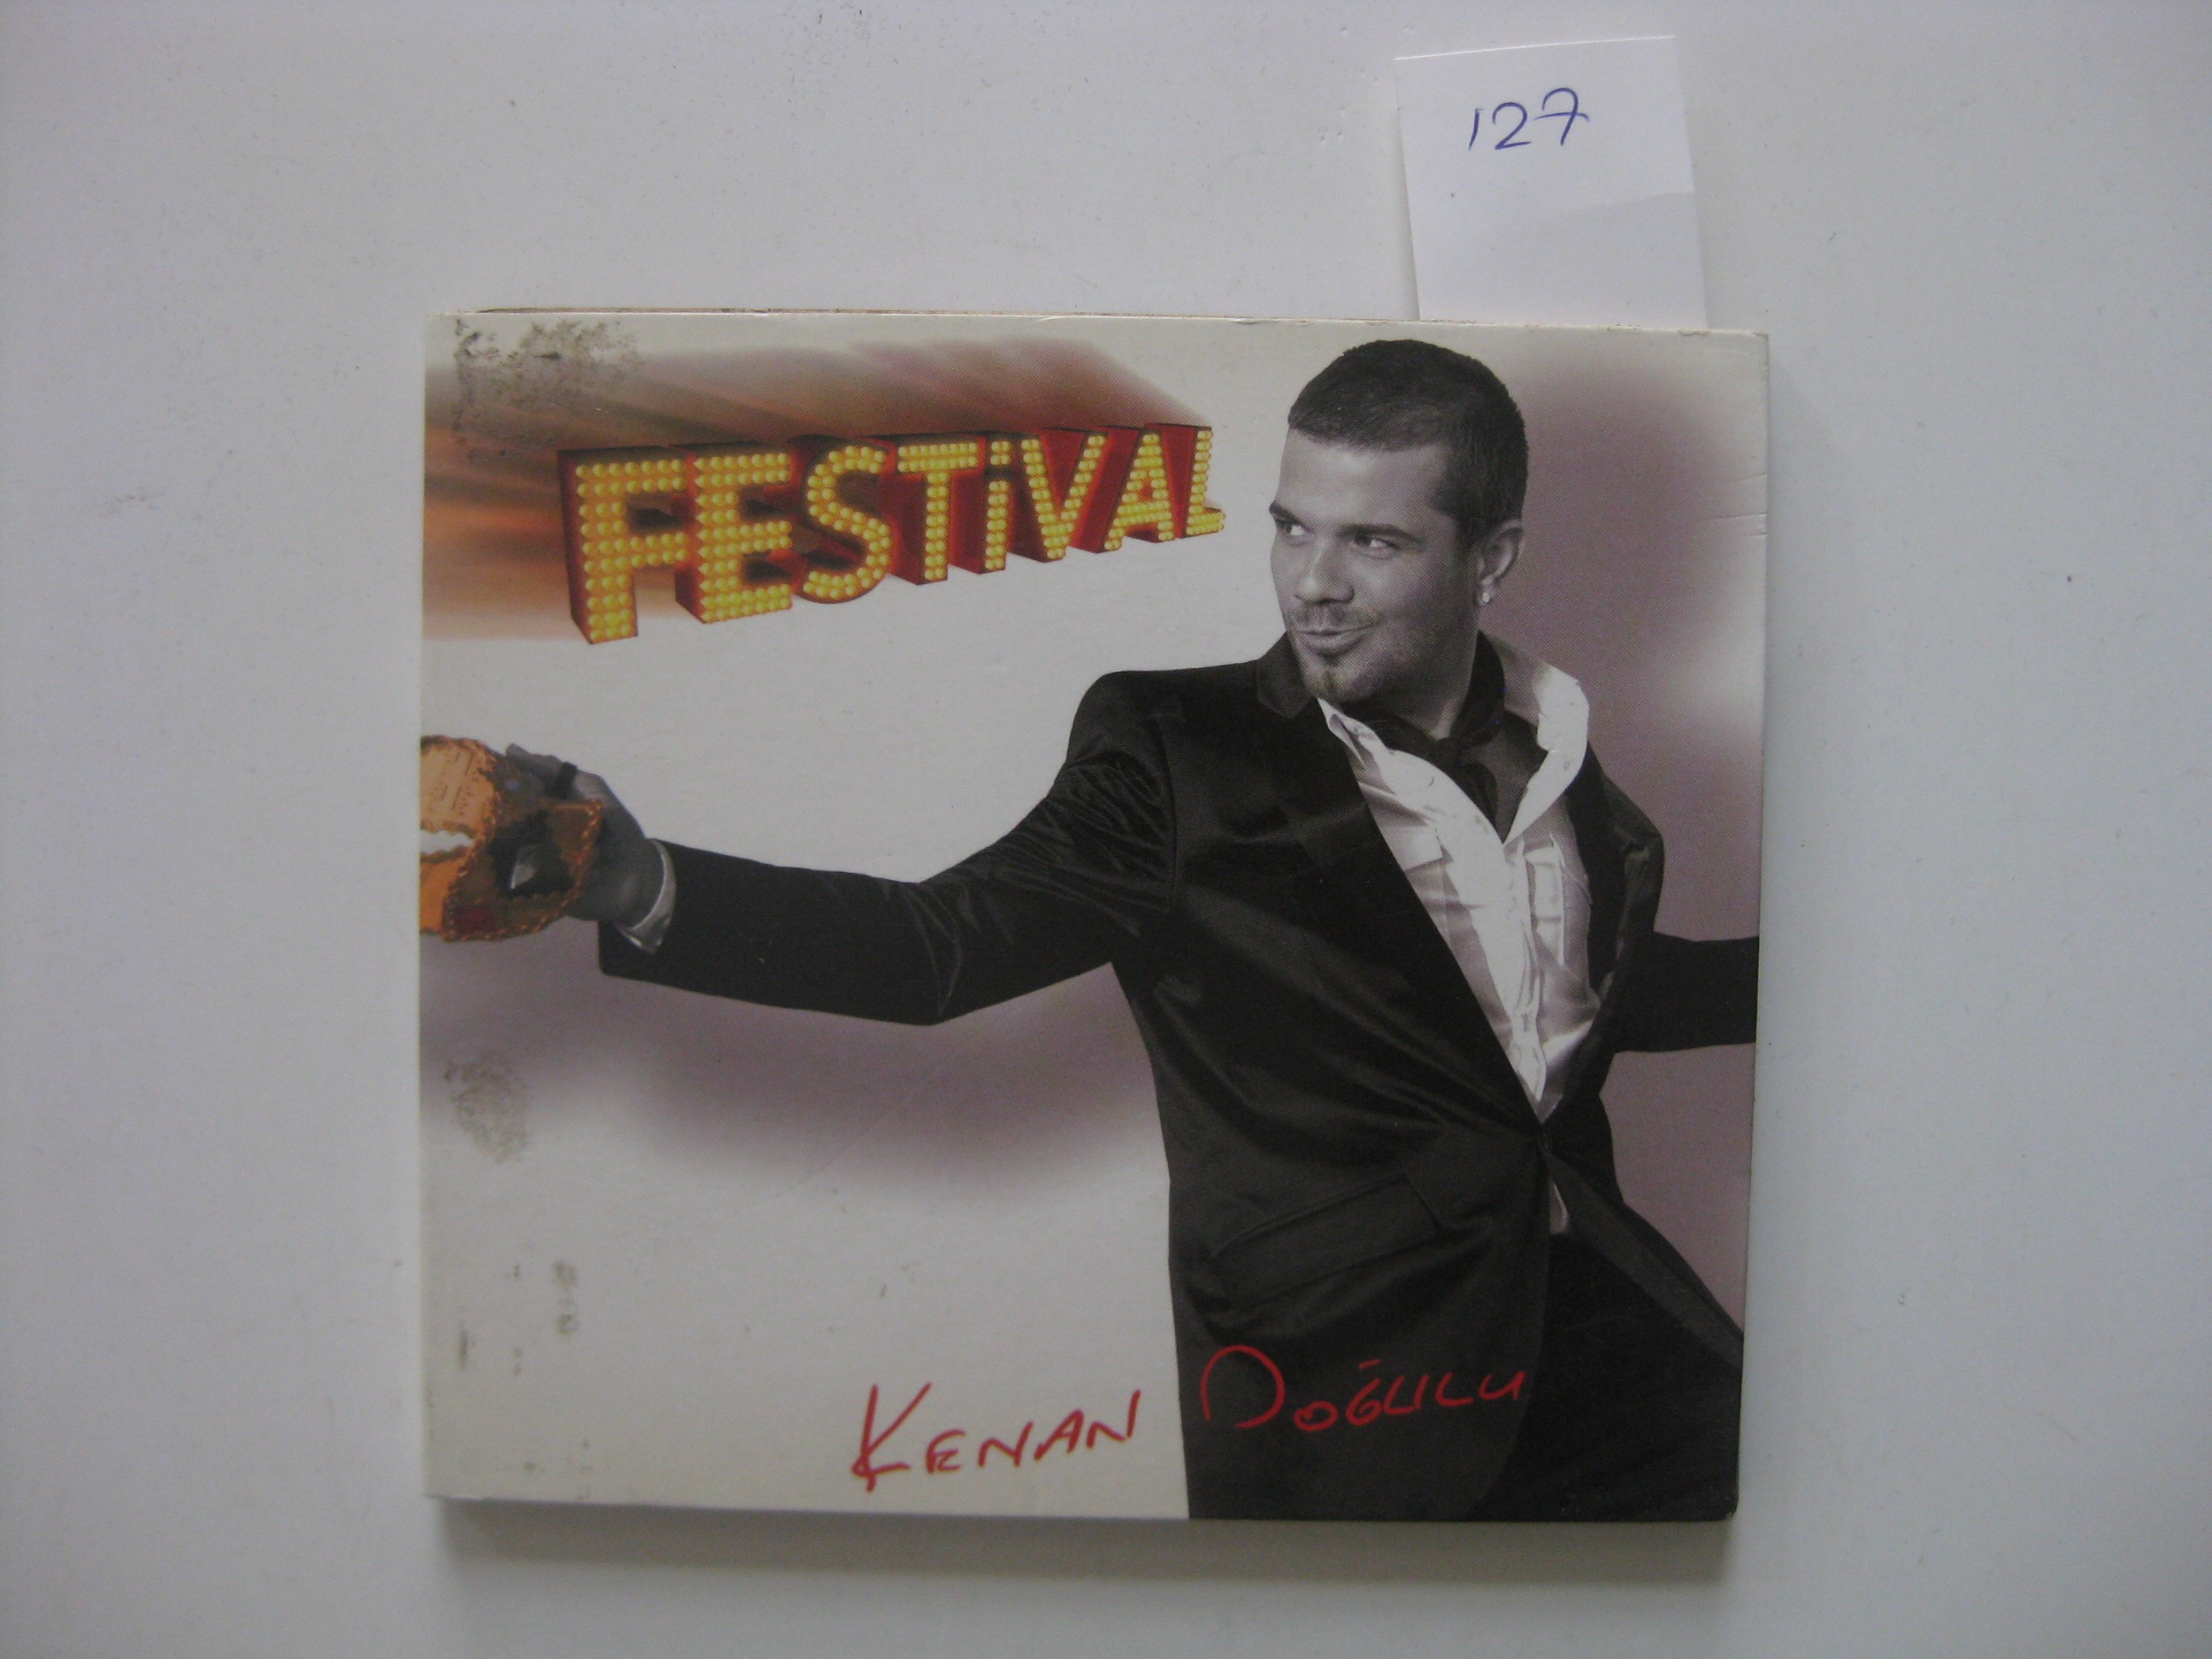 127
FESTiVAL
KENAN DOĞULU